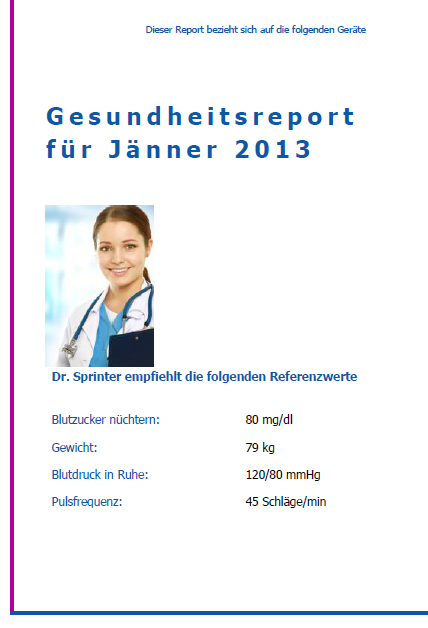 Dieser Report bezieht sich auf die folgenden Geräte
Gesundheitsreport
für Jänner 2013
Dr. Sprinter empfiehlt die folgenden Referenzwerte
Blutzucker nüchtern: 80 mg/dl
Gewicht: 79 kg
Blutdruck in Ruhe: 120/80 mmHg
Pulsfrequenz: 45 Schläge/min